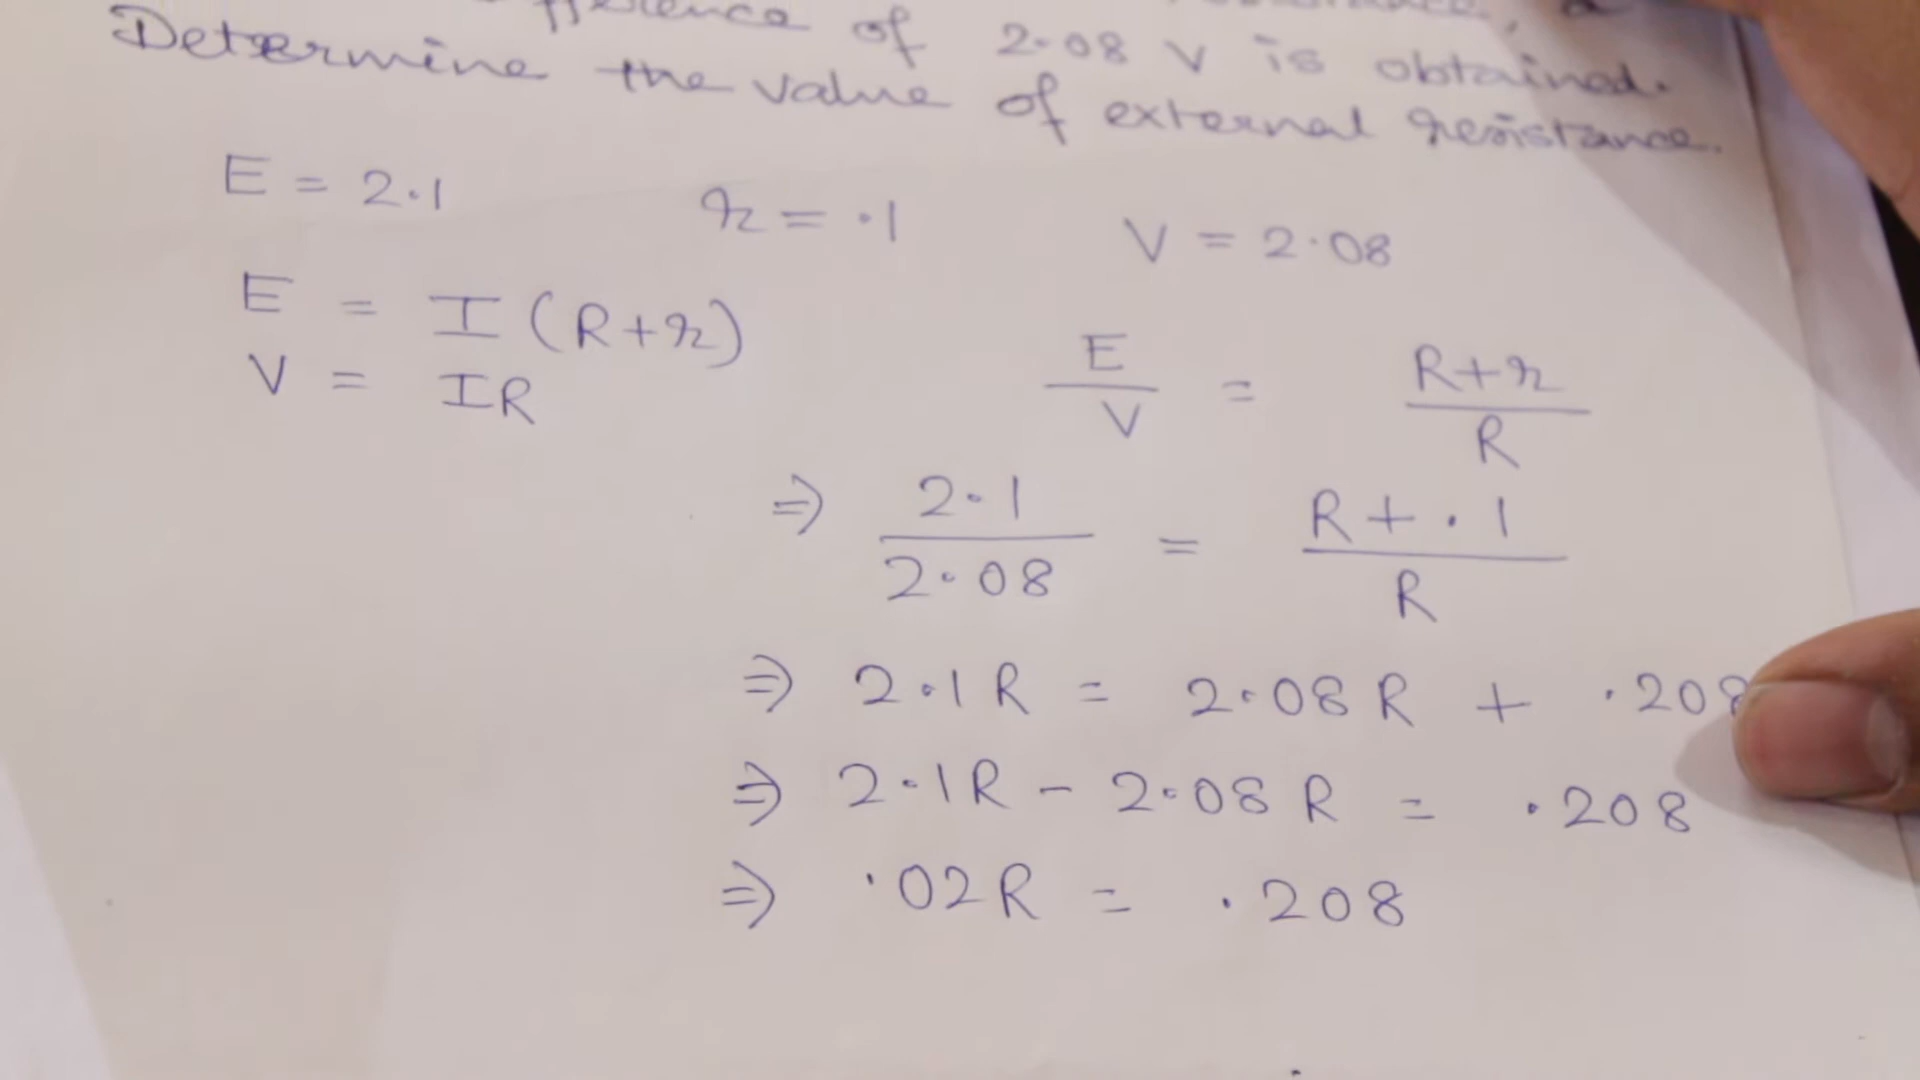 of 2.08 V is obtained.
Determine the value of external resistance.
E = 2.1 r = .1 V = 2.08
E = I (R+r)
V = IR
E/V = R+r/R
⇒ 2.1/2.08 = R + .1/R
⇒ 2.1R = 2.08R + .208
⇒ 2.1R - 2.08R = .208
⇒ .02R = .208